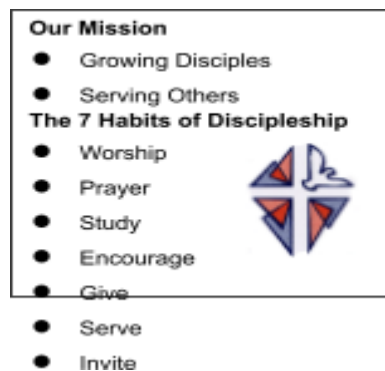 Our Mission
● Growing Disciples
● Serving Others
The 7 Habits of Discipleship
● Worship
● Prayer
● Study
● Encourage
● Give
● Serve
● Invite